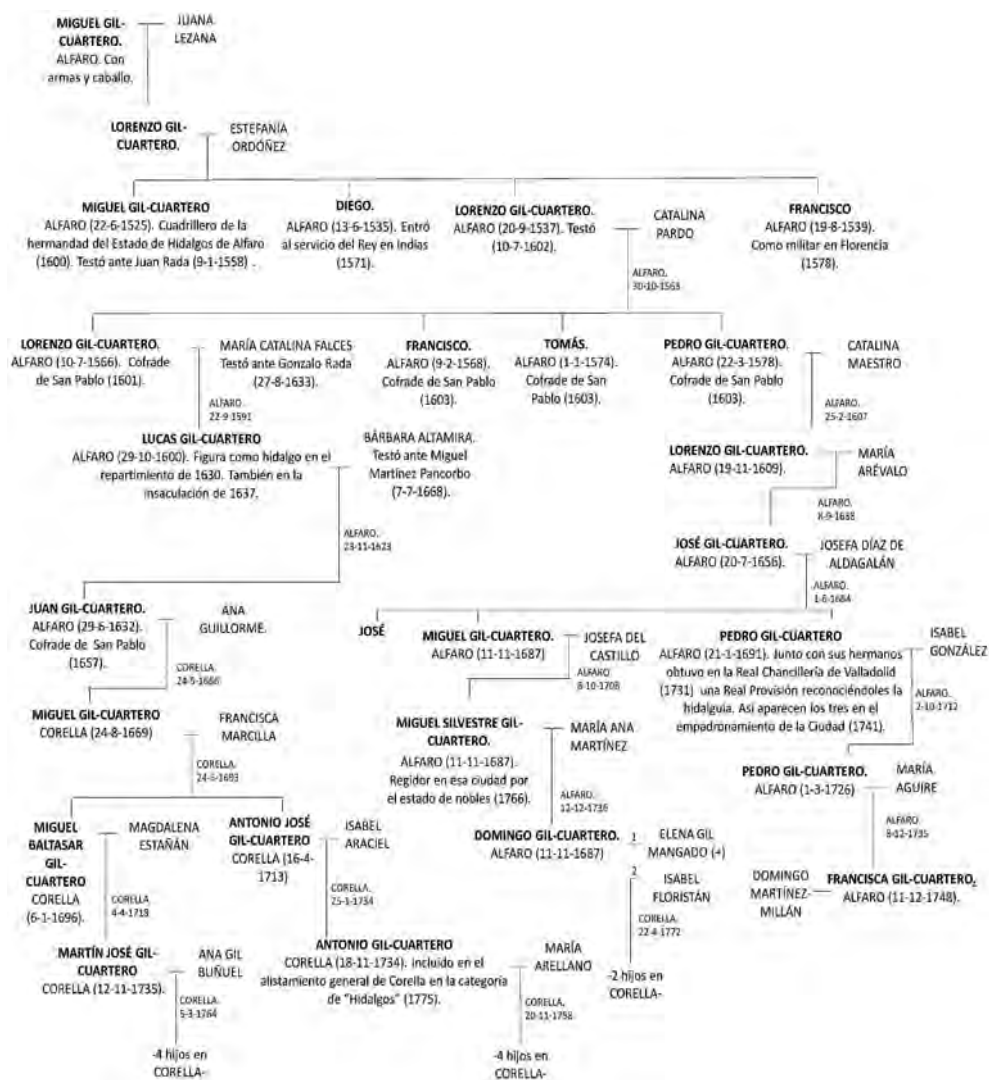 MIGUEL GIL-
CUARTERO.
ALFARO. Con
armas y caballo.
JUANA
LEZANA
LORENZO GIL-
CUARTERO.
ESTEFANÍA
ORDÓÑEZ
MIGUEL GIL-CUARTERO
ALFARO (22-6-1525). Cuadrillero de la
hermandad del Estado de Hidalgos de Alfaro
(1600). Testó ante Juan Rada (9-1-1558) .
DIEGO.
ALFARO (13-6-1535). Entró
al servicio del Rey en Indias
(1571).
LORENZO GIL-CUARTERO.
ALFARO (20-9-1537). Testó
(10-7-1602).
CATALINA
PARDO
FRANCISCO
ALFARO (19-8-1539).
Como militar en Florencia
(1578).
ALFARO.
30-10-1563
LORENZO GIL-CUARTERO.
ALFARO (10-7-1566). Cofrade
de San Pablo (1601).
MARÍA CATALINA FALCES
Testó ante Gonzalo Rada
(27-8-1633).
FRANCISCO.
ALFARO (9-2-1568).
Cofrade de San Pablo
(1603).
TOMÁS.
ALFARO (1-1-1574).
Cofrade de San
Pablo (1603).
PEDRO GIL-CUARTERO.
ALFARO (22-3-1578).
Cofrade de San Pablo
(1603).
CATALINA
MAESTRO
ALFARO.
22-9-1591
ALFARO.
25-2-1607
LUCAS GIL-CUARTERO
ALFARO (29-10-1600). Figura como hidalgo en el
repartimiento de 1630. También en la
insaculación de 1637.
BÁRBARA ALTAMIRA.
Testó ante Miguel
Martínez Pancorbo
(7-7-1668).
LORENZO GIL-CUARTERO.
ALFARO (19-11-1609).
MARÍA
ARÉVALO
ALFARO.
8-9-1638
ALFARO.
23-11-1623
JOSÉ GIL-CUARTERO.
ALFARO (20-7-1656).
JOSEFA DÍAZ DE
ALDAGALÁN
ALFARO.
1-6-1684
JUAN GIL-CUARTERO.
ALFARO (29-6-1632).
Cofrade de San Pablo
(1657).
ANA
GUILLORME.
JOSÉ
MIGUEL GIL-CUARTERO.
ALFARO (11-11-1687)
JOSEFA DEL
CASTILLO
PEDRO GIL-CUARTERO
ALFARO (21-1-1691). Junto con sus hermanos
obtuvo en la Real Chancillería de Valladolid
(1731) una Real Provisión reconociéndoles la
hidalguía. Así aparecen los tres en el
empadronamiento de la Ciudad (1741).
ISABEL
GONZÁLEZ
CORELLA.
ALFARO
8-10-1708
ALFARO.
2-10-1712
MIGUEL GIL-CUARTERO
CORELLA (24-8-1669)
FRANCISCA
MARCILLA
MIGUEL SILVESTRE GIL-
CUARTERO.
ALFARO (11-11-1687).
Regidor en esa ciudad por
el estado de nobles (1766).
MARÍA ANA
MARTÍNEZ
CORELLA.
24-5-1693
ALFARO.
12-12-1736
PEDRO GIL-CUARTERO.
ALFARO (1-3-1726)
MARÍA
AGUIRE
ALFARO
8-12-1735
MIGUEL
BALTASAR
GIL-
CUARTERO
CORELLA
(6-1-1696).
MAGDALENA
ESTAÑÁN
ANTONIO JOSÉ
GIL-CUARTERO
CORELLA (16-4-
1713)
ISABEL
ARACIEL
DOMINGO GIL-CUARTERO.
ALFARO (11-11-1687)
1
ELENA GIL
MANGADO (+)
2
ISABEL
FLORISTÁN
DOMINGO
MARTÍNEZ-
MILLÁN
FRANCISCA GIL-CUARTERO.
ALFARO (11-12-1748).
CORELLA.
4-4-1719
CORELLA.
25-1-1734
CORELLA.
22-4-1772
MARTÍN JOSÉ GIL-
CUARTERO
CORELLA (12-11-1735).
ANA GIL
BUÑUEL
ANTONIO GIL-CUARTERO
CORELLA (18-11-1734). Incluido en el
alistamiento general de Corella en la categoría
de "Hidalgos" (1775).
MARÍA
ARELLANO
-2 hijos en
CORELLA-
CORELLA.
5-3-1764
CORELLA.
20-11-1758
-4 hijos en
CORELLA-
-4 hijos en
CORELLA-